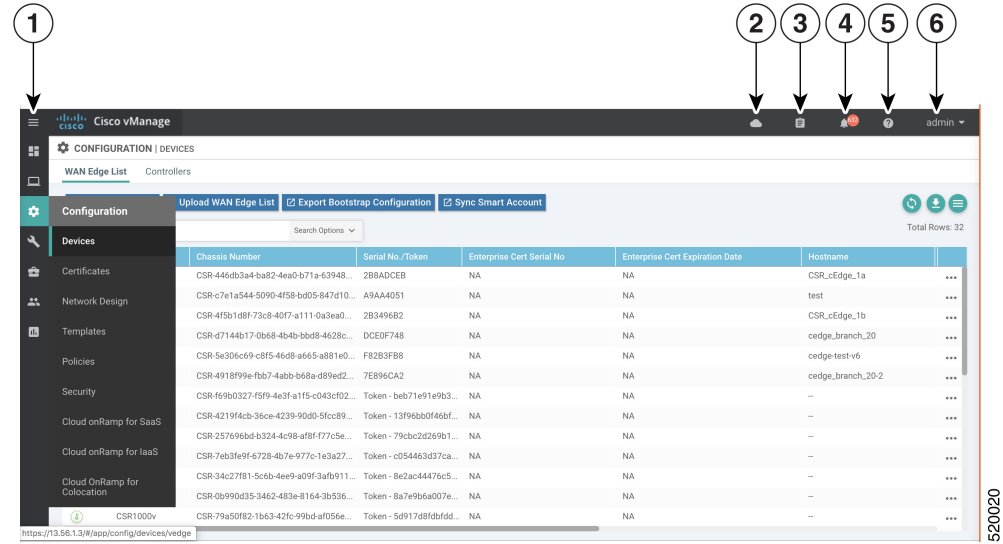 1 2 3 4 5 6
cisco Cisco vManage 632 ? admin
CONFIGURATION | DEVICES
WAN Edge List Controllers
Configuration
Devices
Certificates
Network Design
Templates
Policies
Security
Cloud onRamp for SaaS
Cloud onRamp for IaaS
Cloud OnRamp for
Colocation
Upload WAN Edge List Export Bootstrap Configuration Sync Smart Account
Search Options Total Rows: 32
Chassis Number Serial No./Token Enterprise Cert Serial No Enterprise Cert Expiration Date Hostname
CSR-446db3a4-ba82-4ea0-b71a-63948... 2B8ADCEB NA NA CSR_cEdge_1a ...
CSR-c7e1a544-5090-4f58-bd05-847d10... A9AA4051 NA NA test ...
CSR-4f5b1d8f-73c8-40f7-a111-0a3ea0... 2B3496B2 NA NA CSR_cEdge_1b ...
CSR-d7144b17-0b68-4b4b-bbd8-4628c... DCE0F748 NA NA cedge_branch_20 ...
CSR-5e306c69-c8f5-46d8-a665-a881e0... F82B3FB8 NA NA cedge-test-v6 ...
CSR-4918f99e-fbb7-4abb-b68a-d89ed2... 7E896CA2 NA NA cedge_branch_20-2 ...
CSR-f69b0327-f5f9-4e3f-a1f5-c043cf02... Token - beb71e91e9b3... NA NA -- ...
CSR-4219f4cb-36ce-4239-90d0-5fcc89... Token - 13f96bb0f46bf... NA NA -- ...
CSR-257696bd-b324-4c98-af8f-f77c5e... Token - 79cbc2d269b1... NA NA -- ...
CSR-7eb3fe9f-6728-4b7e-977c-1e3a27... Token - c054463d37ca... NA NA -- ...
CSR-34c27f81-5c6b-4ee9-a09f-3afb911... Token - 8e2ac44476c5... NA NA -- ...
CSR-0b990d35-3462-483e-8164-3b536... Token - 8a7e9b6a007e... NA NA -- ...
CSR1000v CSR-79a50f82-1b63-42fc-99bd-af056e... Token - 5d917d8fdbfdd... NA NA -- ...
https://13.56.1.3/#/app/config/devices/vedge
520020